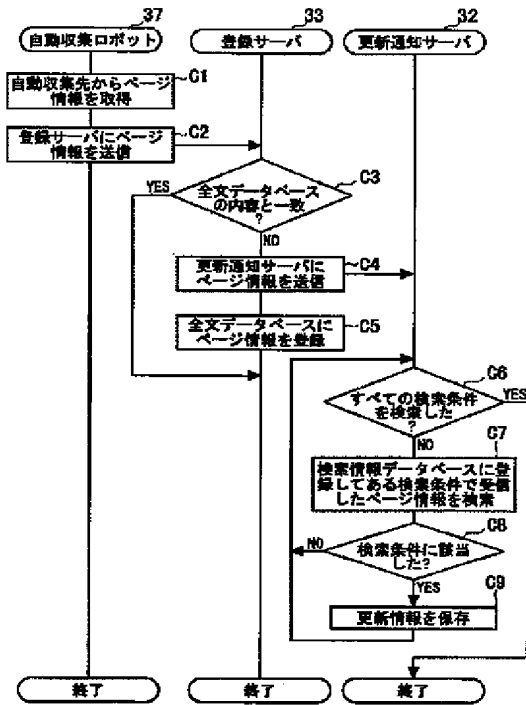 37
33
32
自動収集ロボット
登録サーバ
更新通知サーバ
C1
自動収集先からページ
情報を取得
C2
登録サーバにページ
情報を送信
C3
YES
全文データベース
の内容と一致
?
NO
C4
更新通知サーバに
ページ情報を送信
C5
全文データベースに
ページ情報を登録
C6
すべての検索条件
を検索した
?
YES
NO
C7
検索情報データベースに登
録してある検索条件で受信
したページ情報を検索
C8
NO
検索条件に該当
した?
YES
C9
更新情報を保存
終了
終了
終了